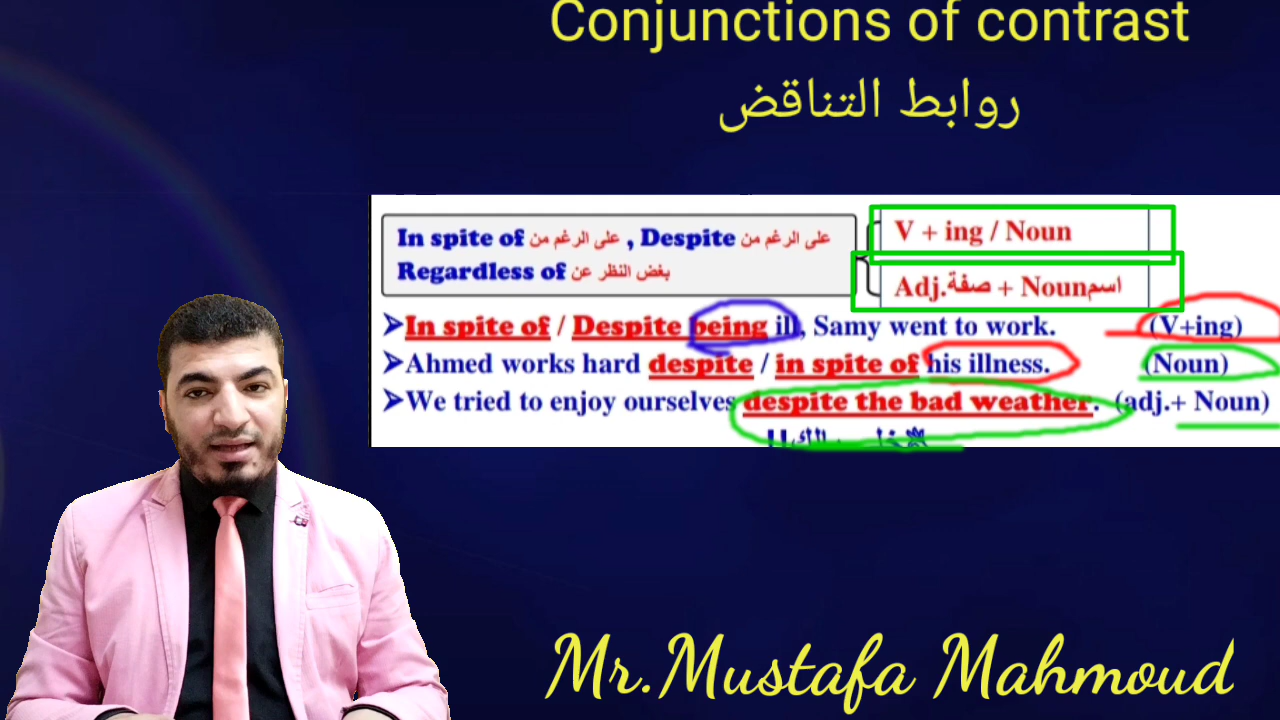 Conjunctions of contrast
روابط التناقض
In spite of على الرغم من , Despite على الرغم من
Regardless of بغض النظر عن
V + ing / Noun
Adj.صفة + Nounاسم
➢In spite of / Despite being ill, Samy went to work. (V+ing)
➢Ahmed works hard despite / in spite of his illness. (Noun)
➢We tried to enjoy ourselves despite the bad weather. (adj.+ Noun)
Mr.Mustafa Mahmoud